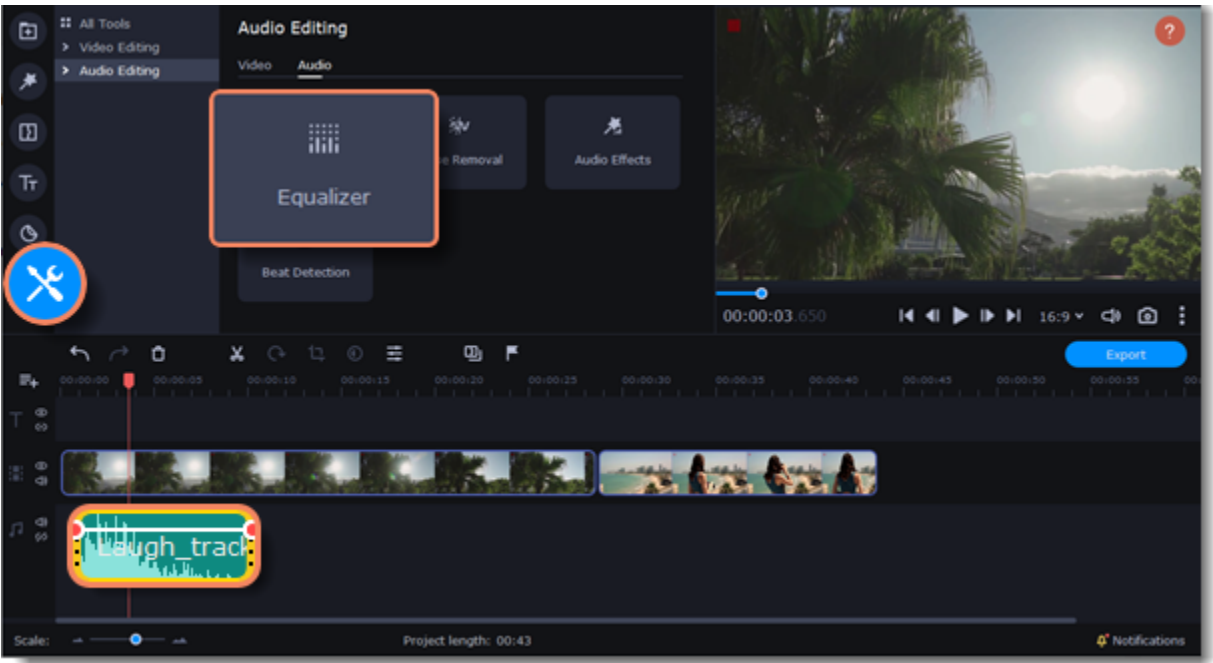 All Tools
Video Editing
Audio Editing
Audio Editing
Video Audio
Equalizer
e Removal
Audio Effects
Beat Detection
?
00:00:03.650
16:9
Tт
Export
00:00:00 00:00:05 00:00:10 00:00:15 00:00:20 00:00:25 00:00:30 00:00:35 00:00:40 00:00:45 00:00:50 00:00:55 00:
T
Laugh_track
Scale:
Project length: 00:43
Notifications